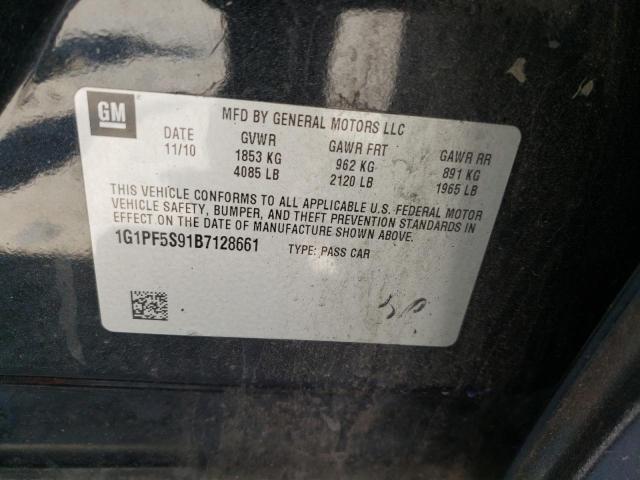 GM
MFD BY GENERAL MOTORS LLC
DATE GVWR GAWR FRT GAWR RR
11/10 1853 KG 962 KG 891 KG
4085 LB 2120 LB 1965 LB
THIS VEHICLE CONFORMS TO ALL APPLICABLE U.S. FEDERAL MOTOR
VEHICLE SAFETY, BUMPER, AND THEFT PREVENTION STANDARDS IN
EFFECT ON THE DATE OF MANUFACTURE SHOWN ABOVE.
1G1PF5S91B7128661 TYPE: PASS CAR